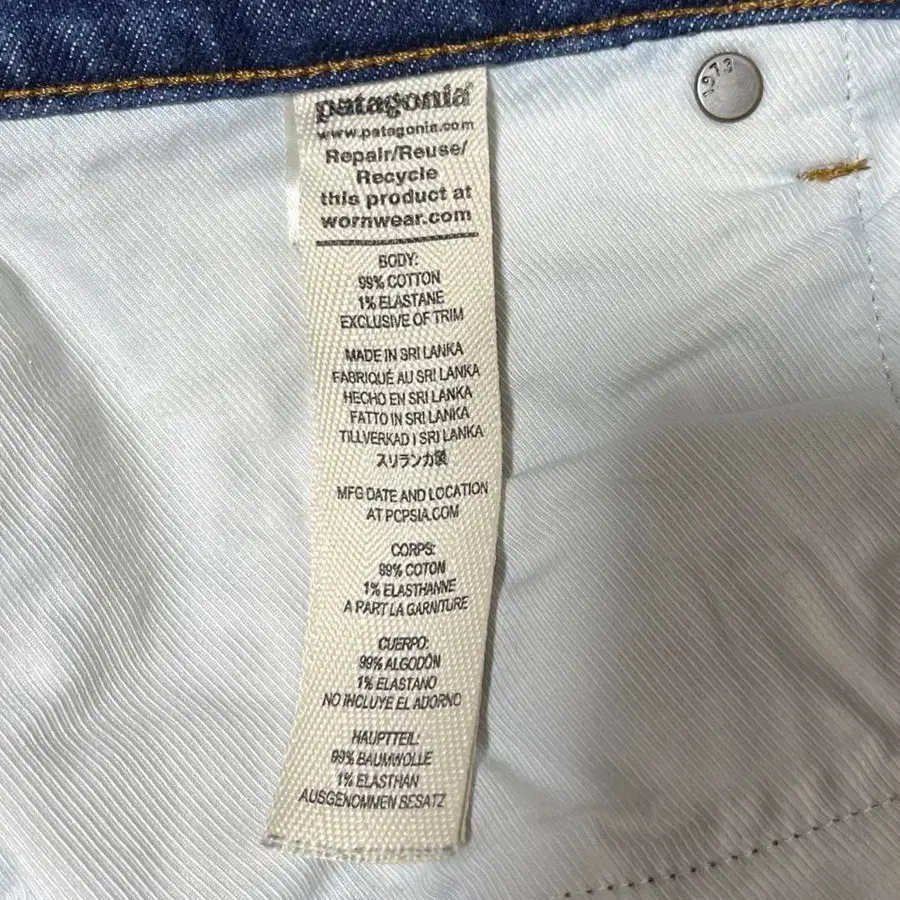 patagonia
www.patagonia.com
Repair/Reuse/
Recycle
this product at
wornwear.com
BODY:
99% COTTON
1% ELASTANE
EXCLUSIVE OF TRIM
MADE IN SRI LANKA
FABRIQUÉ AU SRI LANKA
HECHO EN SRI LANKA
FATTO IN SRI LANKA
TILLVERKAD I SRI LANKA
スリランカ製
MFG DATE AND LOCATION
AT PCPSIA.COM
CORPS:
99% COTON
1% ELASTHANNE
A PART LA GARNITURE
CUERPO:
99% ALGODÓN
1% ELASTANO
NO INCLUYE EL ADORNO
HAUPTTEIL:
99% BAUMWOLLE
1% ELASTHAN
AUSGENOMMEN BESATZ
1973